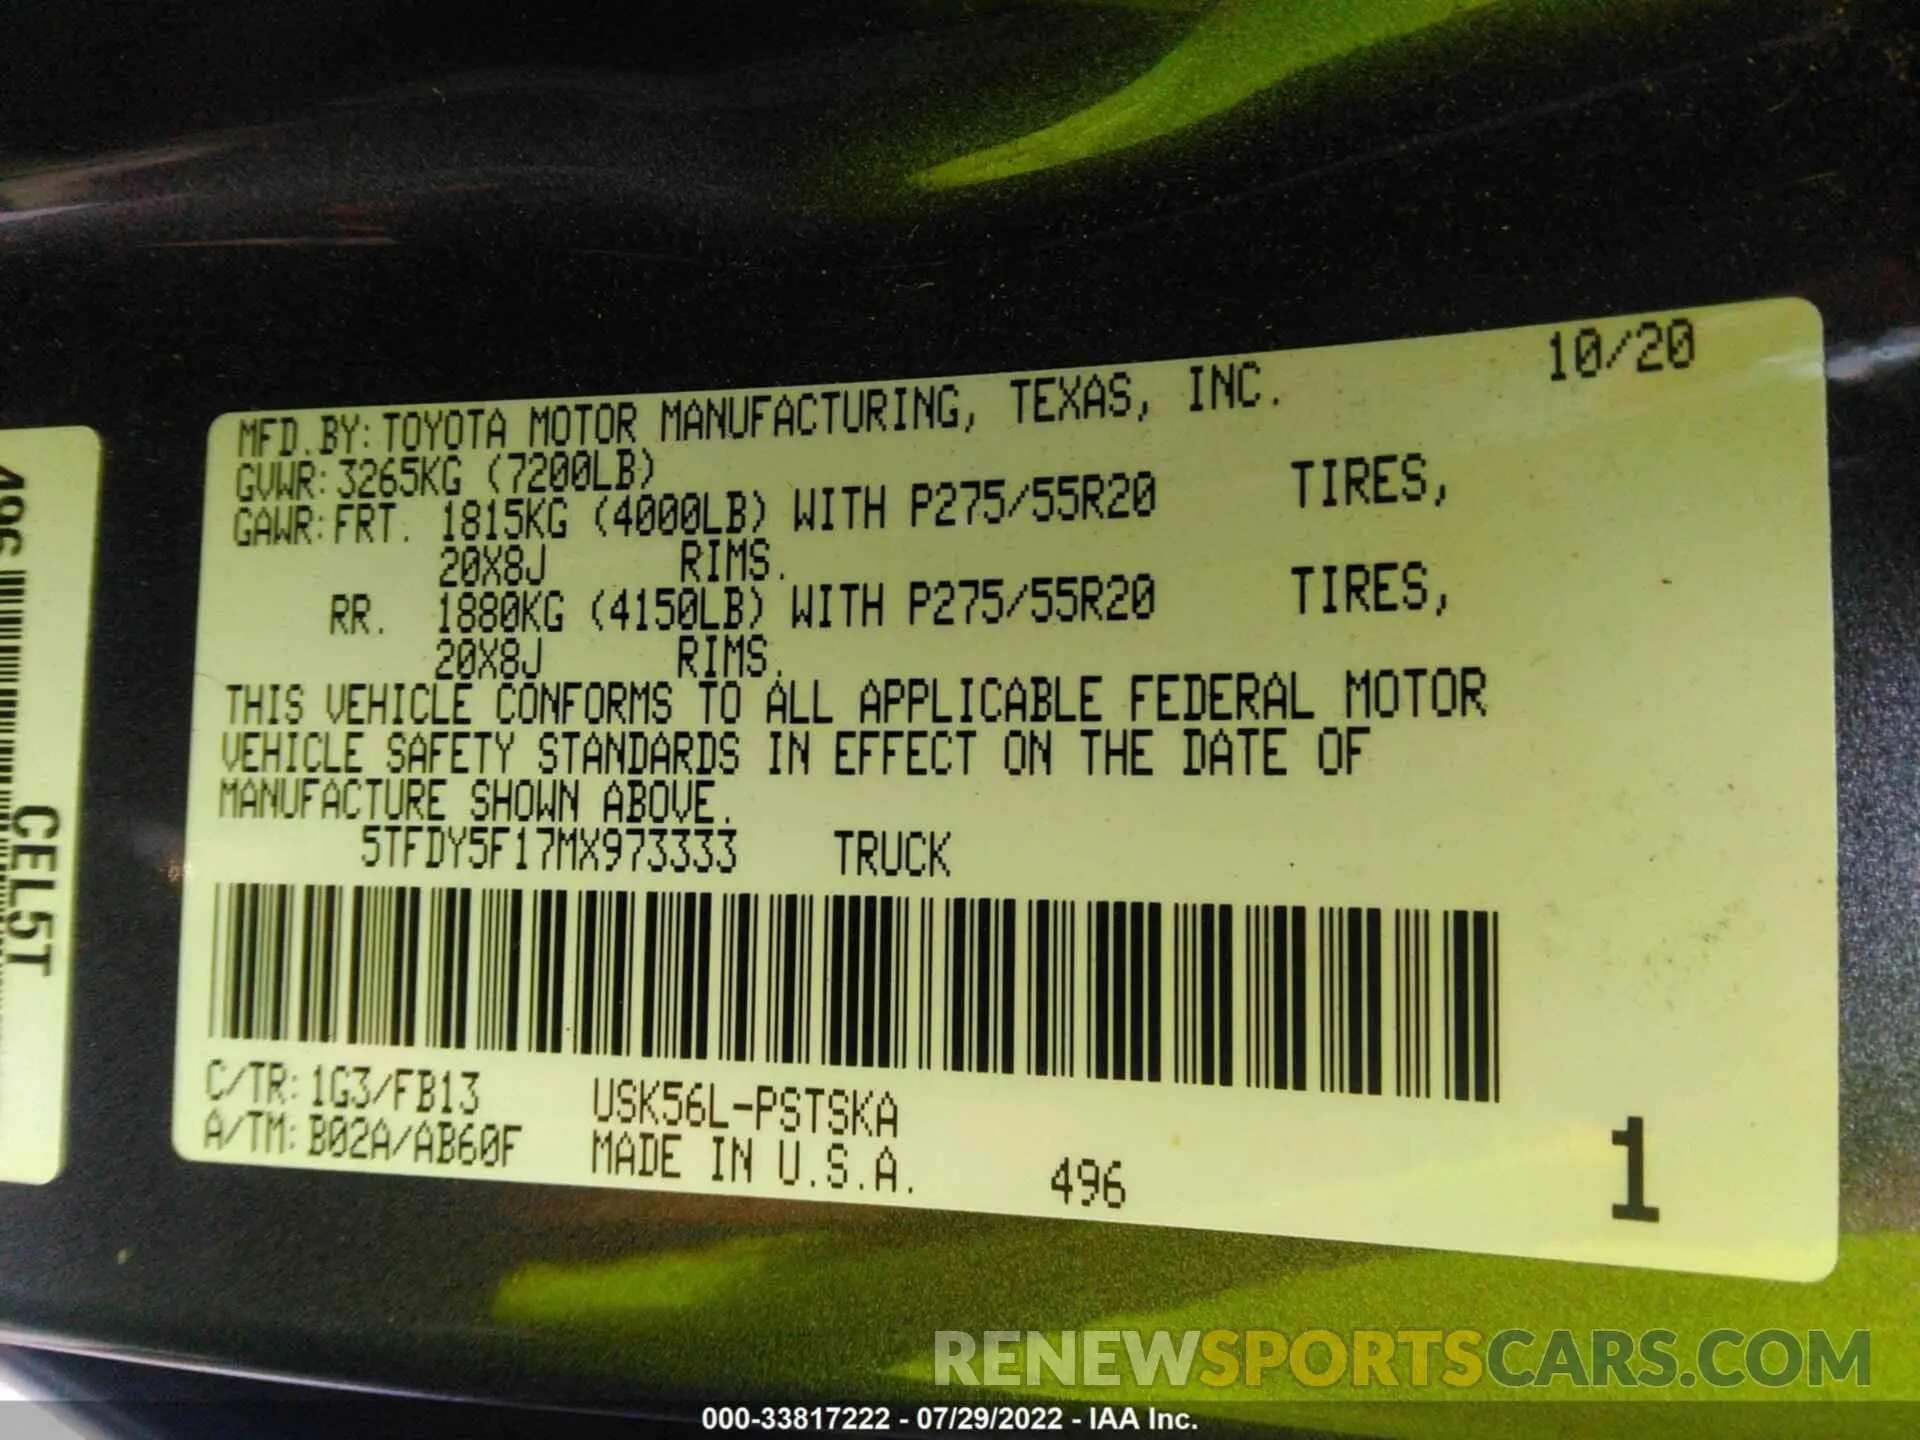 10/20
MFD.BY:TOYOTA MOTOR MANUFACTURING, TEXAS, INC.
GVWR:3265KG (7200LB)
GAWR:FRT. 1815KG (4000LB) WITH P275/55R20 TIRES,
20X8J RIMS.
RR. 1880KG (4150LB) WITH P275/55R20 TIRES,
20X8J RIMS.
THIS VEHICLE CONFORMS TO ALL APPLICABLE FEDERAL MOTOR
VEHICLE SAFETY STANDARDS IN EFFECT ON THE DATE OF
MANUFACTURE SHOWN ABOVE.
5TFDY5F17MX973333 TRUCK
C/TR:1G3/FB13 USK56L-PSTSKA
A/TM:B02A/AB60F MADE IN U.S.A. 496
1
496
CEL5T
RENEWSPORTSCARS.COM
000-33817222 - 07/29/2022 - IAA Inc.